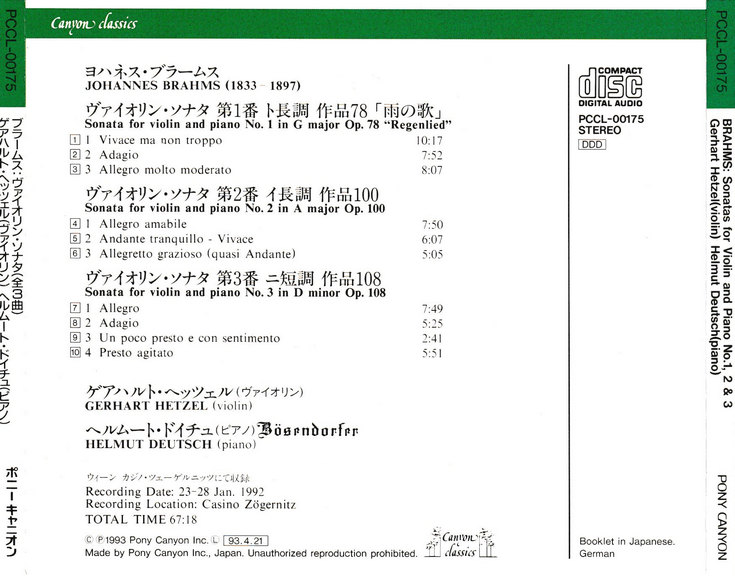 PCCL-00175
ブラームス:ヴァイオリン・ソナタ(全3曲)
ゲアハルト・ヘッツェル(ヴァイオリン) ヘルムート・ドイチュ(ピアノ)
ポニーキャニオン
Canyon classics
ヨハネス・ブラームス
JOHANNES BRAHMS (1833-1897)
ヴァイオリン・ソナタ 第1番 ト長調 作品78「雨の歌」
Sonata for violin and piano No. 1 in G major Op. 78 “Regenlied”
1 1 Vivace ma non troppo 10:17
2 2 Adagio 7:52
3 3 Allegro molto moderato 8:07
ヴァイオリン・ソナタ 第2番 イ長調 作品100
Sonata for violin and piano No. 2 in A major Op. 100
4 1 Allegro amabile 7:50
5 2 Andante tranquillo - Vivace 6:07
6 3 Allegretto grazioso (quasi Andante) 5:05
ヴァイオリン・ソナタ 第3番 ニ短調 作品108
Sonata for violin and piano No. 3 in D minor Op. 108
7 1 Allegro 7:49
8 2 Adagio 5:25
9 3 Un poco presto e con sentimento 2:41
10 4 Presto agitato 5:51
ゲアハルト・ヘッツェル(ヴァイオリン)
GERHART HETZEL (violin)
ヘルムート・ドイチュ(ピアノ) Bösendorfer
HELMUT DEUTSCH (piano)
ウィーン カジノ・ツェーゲルニッツにて収録
Recording Date: 23-28 Jan. 1992
Recording Location: Casino Zögernitz
TOTAL TIME 67:18
© ℗ 1993 Pony Canyon Inc. Ⓛ 93.4.21
Made by Pony Canyon Inc., Japan. Unauthorized reproduction prohibited.
Canyon classics
COMPACT
disc
DIGITAL AUDIO
PCCL-00175
STEREO
DDD
Booklet in Japanese.
German
PCCL-00175
BRAHMS: Sonatas for Violin and Piano No.1, 2 & 3
Gerhart Hetzel(violin) Helmut Deutsch(piano)
PONY CANYON